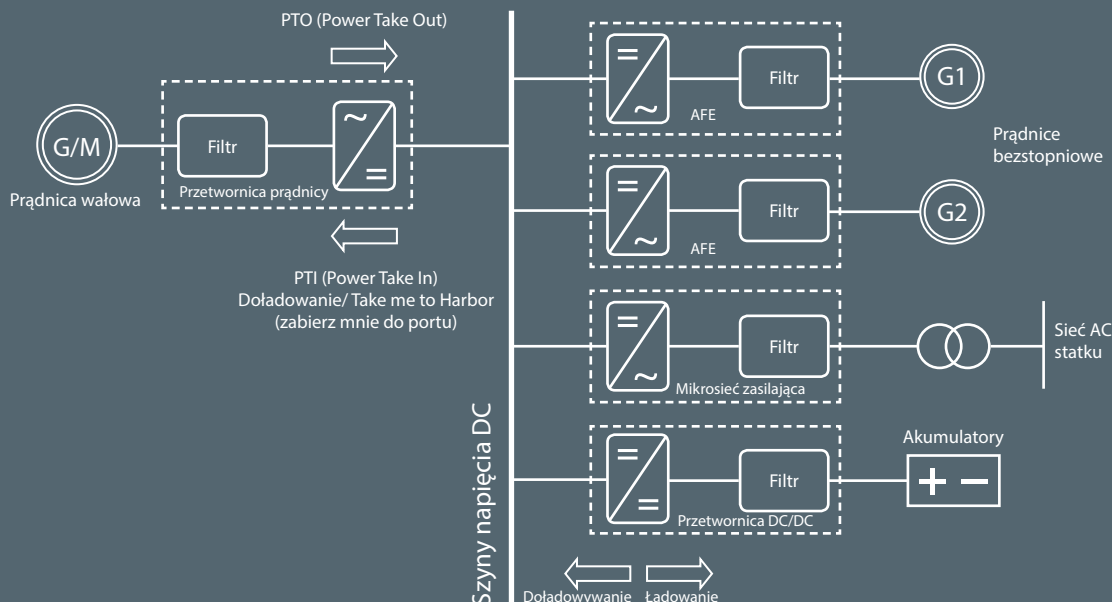 PTO (Power Take Out)
G/M
Filtr
Przetwornica prądnicy
Prądnica wałowa
PTI (Power Take In)
Doładowanie/ Take me to Harbor
(zabierz mnie do portu)
Szyny napięcia DC
AFE
Filtr
G1
Prądnice
bezstopniowe
AFE
Filtr
G2
Filtr
Mikrosieć zasilająca
Sieć AC
statku
Akumulatory
Filtr
Przetwornica DC/DC
Doładowywanie
Ładowanie